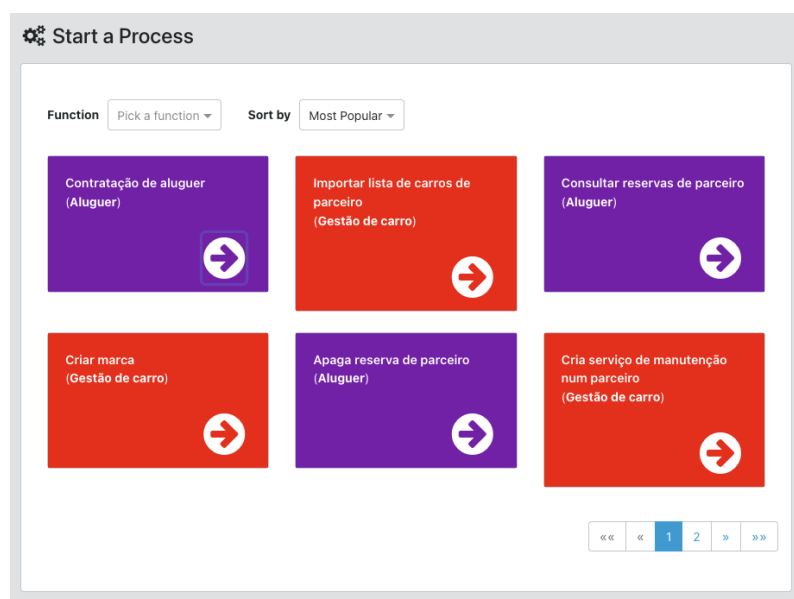 Start a Process
Function Pick a function Sort by Most Popular
Contratação de aluguer
(Aluguer)
Importar lista de carros de
parceiro
(Gestão de carro)
Consultar reservas de parceiro
(Aluguer)
Criar marca
(Gestão de carro)
Apaga reserva de parceiro
(Aluguer)
Cria serviço de manutenção
num parceiro
(Gestão de carro)
«« « 1 2 » »»